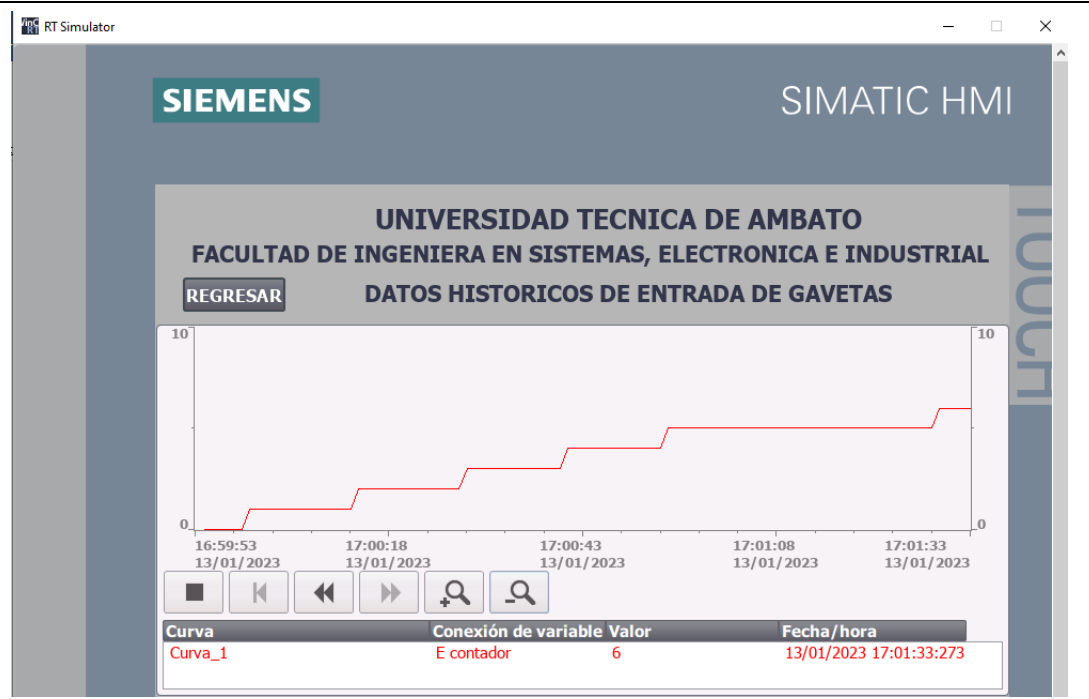 RT Simulator
SIEMENS
SIMATIC HMI
TOUCH
UNIVERSIDAD TECNICA DE AMBATO
FACULTAD DE INGENIERA EN SISTEMAS, ELECTRONICA E INDUSTRIAL
REGRESAR
DATOS HISTORICOS DE ENTRADA DE GAVETAS
10 10
0 0
16:59:53 17:00:18 17:00:43 17:01:08 17:01:33
13/01/2023 13/01/2023 13/01/2023 13/01/2023 13/01/2023
Curva Conexión de variable Valor Fecha/hora
Curva_1 E contador 6 13/01/2023 17:01:33:273